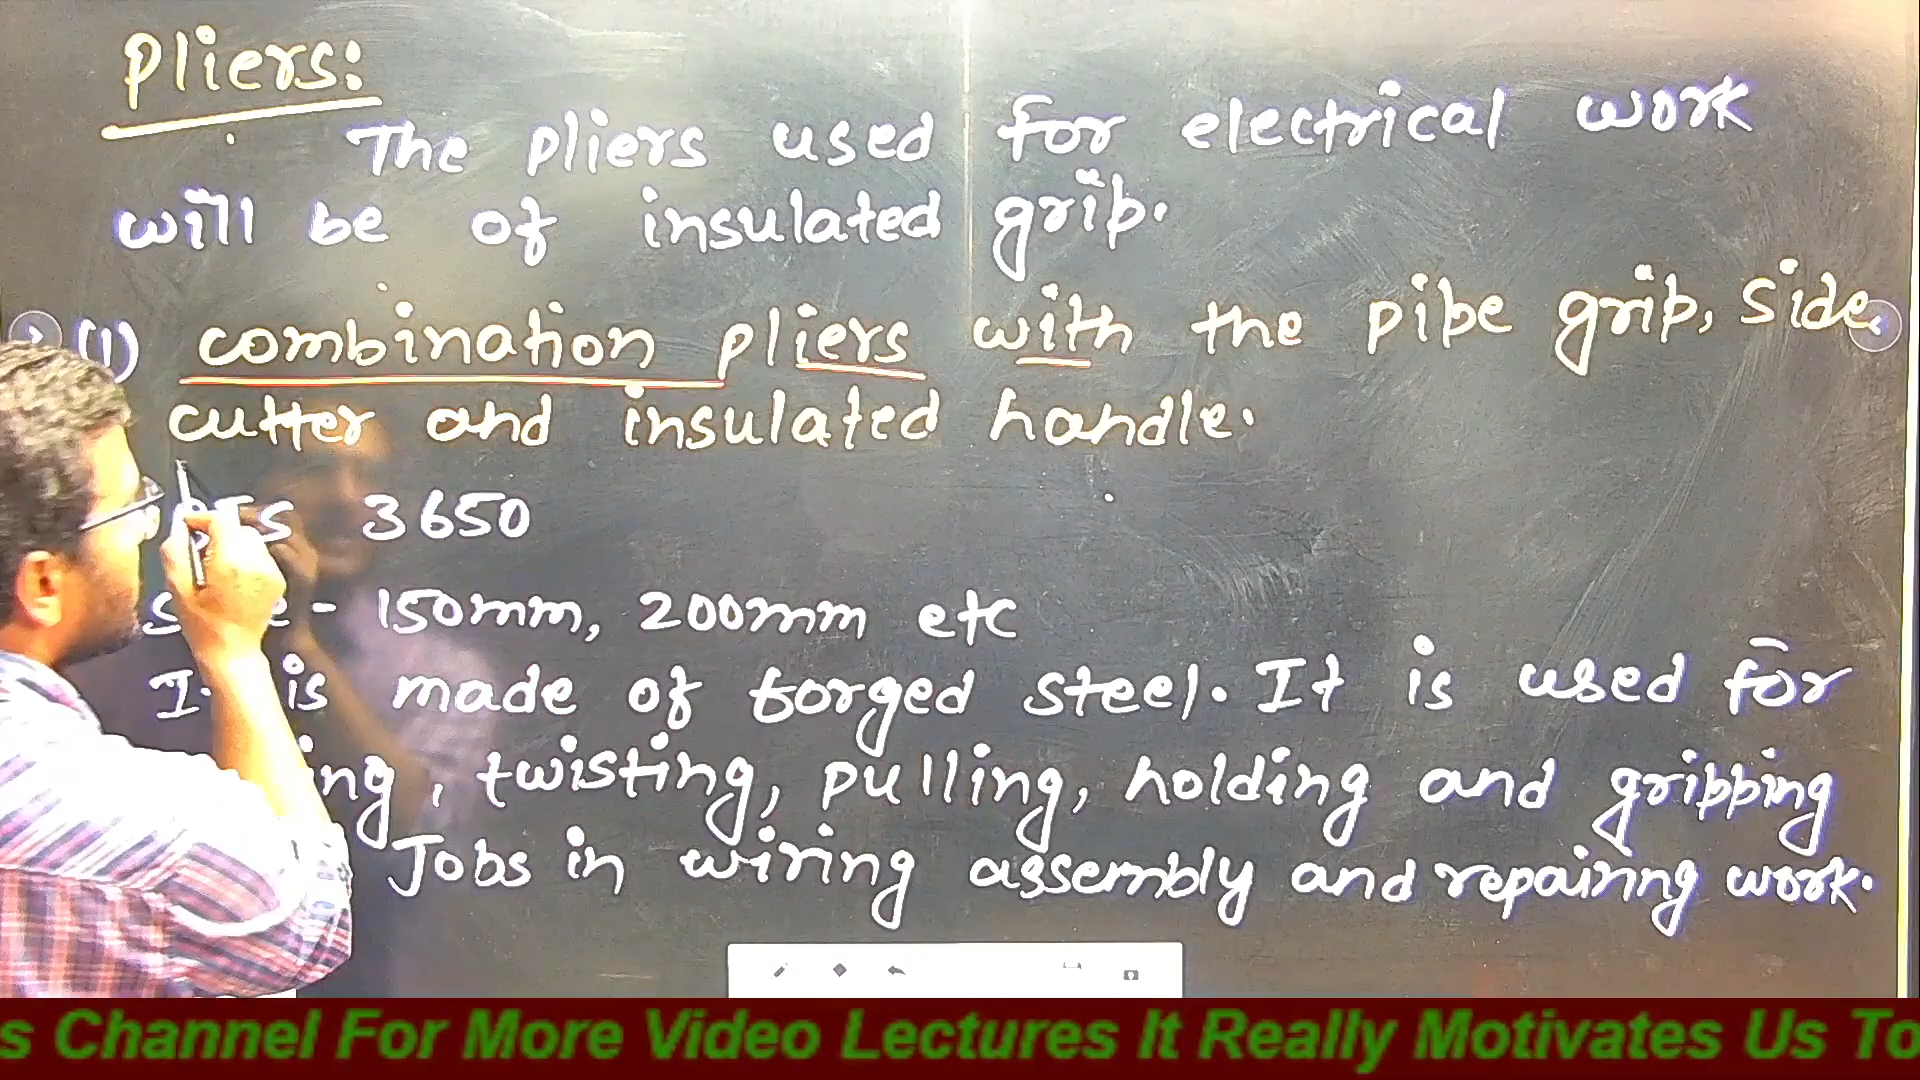 Pliers:
The pliers used for electrical work
will be of insulated grip.
(1) combination pliers with the pipe grip, side
cutter and insulated handle.
3650
- 150mm, 200mm etc
is made of forged steel. It is used for
twisting, pulling, holding and gripping
Jobs in wiring assembly and repairing work.
s Channel For More Video Lectures It Really Motivates Us To